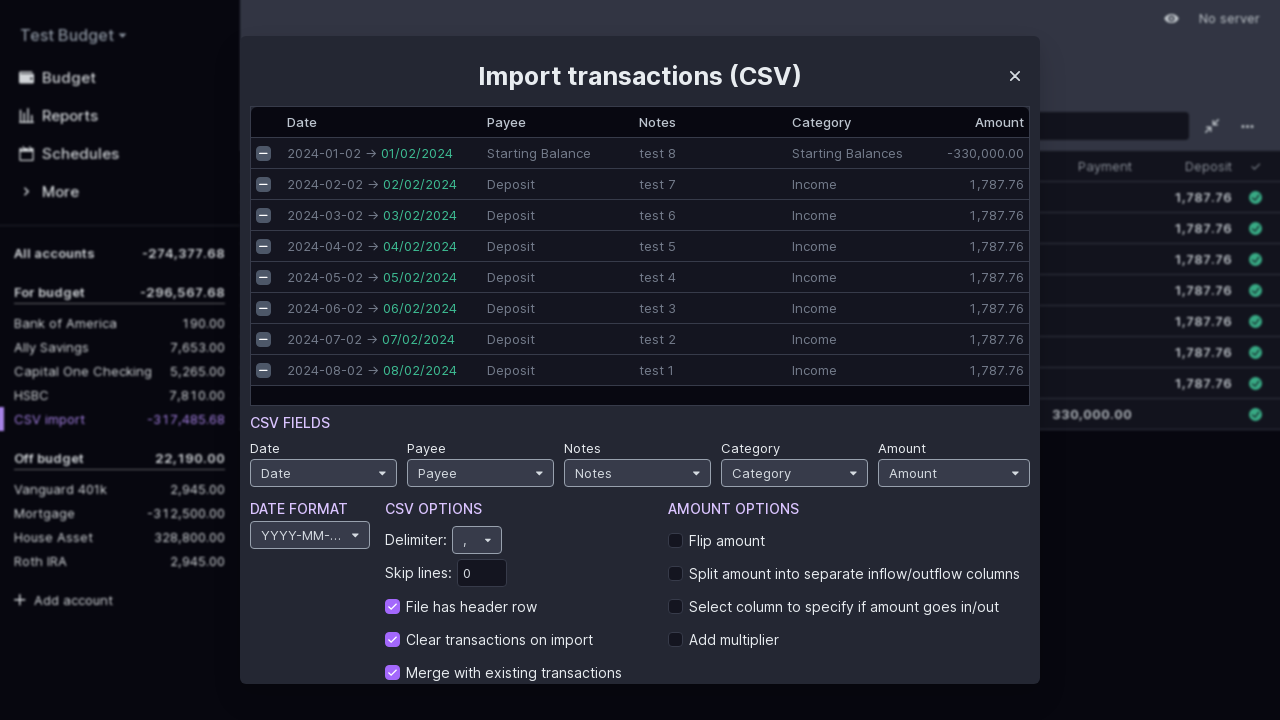 Test Budget
No server
Budget
Reports
Schedules
More
All accounts -274,377.68
For budget -296,567.68
Bank of America 190.00
Ally Savings 7,653.00
Capital One Checking 5,265.00
HSBC 7,810.00
CSV import -317,485.68
Off budget 22,190.00
Vanguard 401k 2,945.00
Mortgage -312,500.00
House Asset 328,800.00
Roth IRA 2,945.00
Add account
Import transactions (CSV)
Date Payee Notes Category Amount
2024-01-02 → 01/02/2024 Starting Balance test 8 Starting Balances -330,000.00
2024-02-02 → 02/02/2024 Deposit test 7 Income 1,787.76
2024-03-02 → 03/02/2024 Deposit test 6 Income 1,787.76
2024-04-02 → 04/02/2024 Deposit test 5 Income 1,787.76
2024-05-02 → 05/02/2024 Deposit test 4 Income 1,787.76
2024-06-02 → 06/02/2024 Deposit test 3 Income 1,787.76
2024-07-02 → 07/02/2024 Deposit test 2 Income 1,787.76
2024-08-02 → 08/02/2024 Deposit test 1 Income 1,787.76
CSV FIELDS
Date Payee Notes Category Amount
Date Payee Notes Category Amount
DATE FORMAT
YYYY-MM-...
CSV OPTIONS
Delimiter: ,
Skip lines: 0
File has header row
Clear transactions on import
Merge with existing transactions
AMOUNT OPTIONS
Flip amount
Split amount into separate inflow/outflow columns
Select column to specify if amount goes in/out
Add multiplier
Payment Deposit
1,787.76
1,787.76
1,787.76
1,787.76
1,787.76
1,787.76
1,787.76
330,000.00